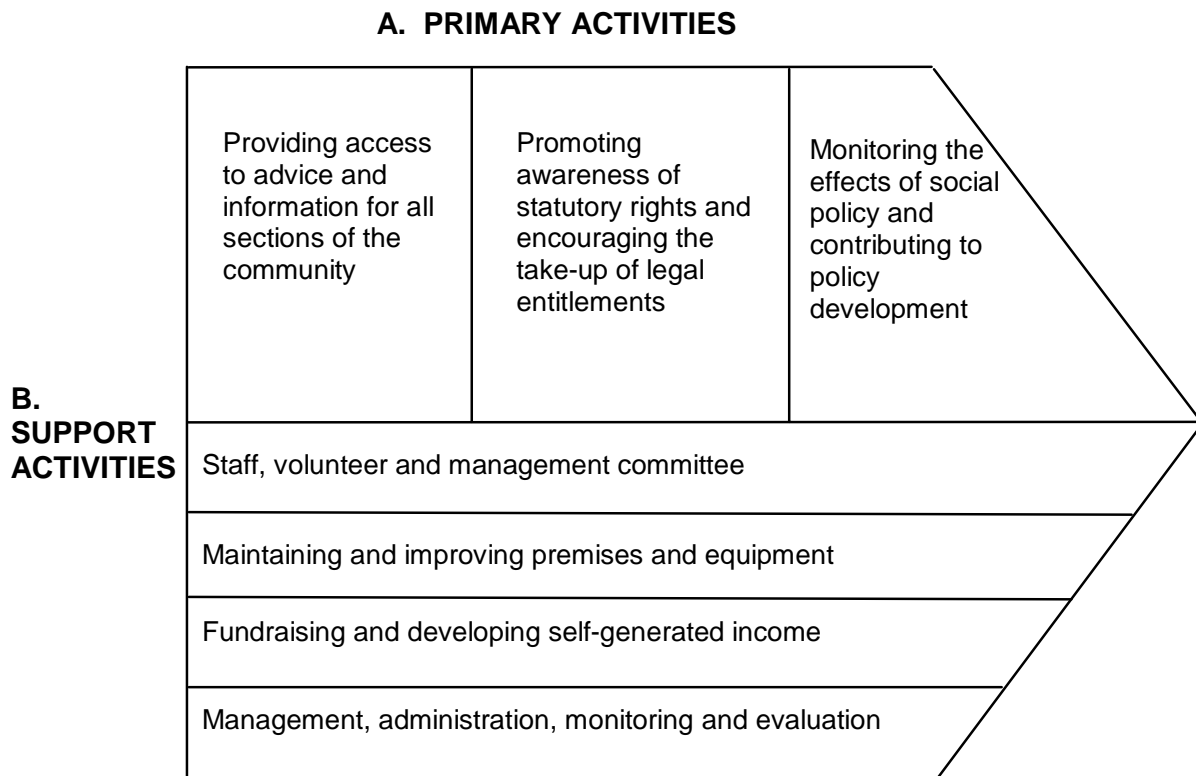 A. PRIMARY ACTIVITIES
Providing access
to advice and
information for all
sections of the
community
Promoting
awareness of
statutory rights and
encouraging the
take-up of legal
entitlements
Monitoring the
effects of social
policy and
contributing to
policy
development
B.
SUPPORT
ACTIVITIES
Staff, volunteer and management committee
Maintaining and improving premises and equipment
Fundraising and developing self-generated income
Management, administration, monitoring and evaluation